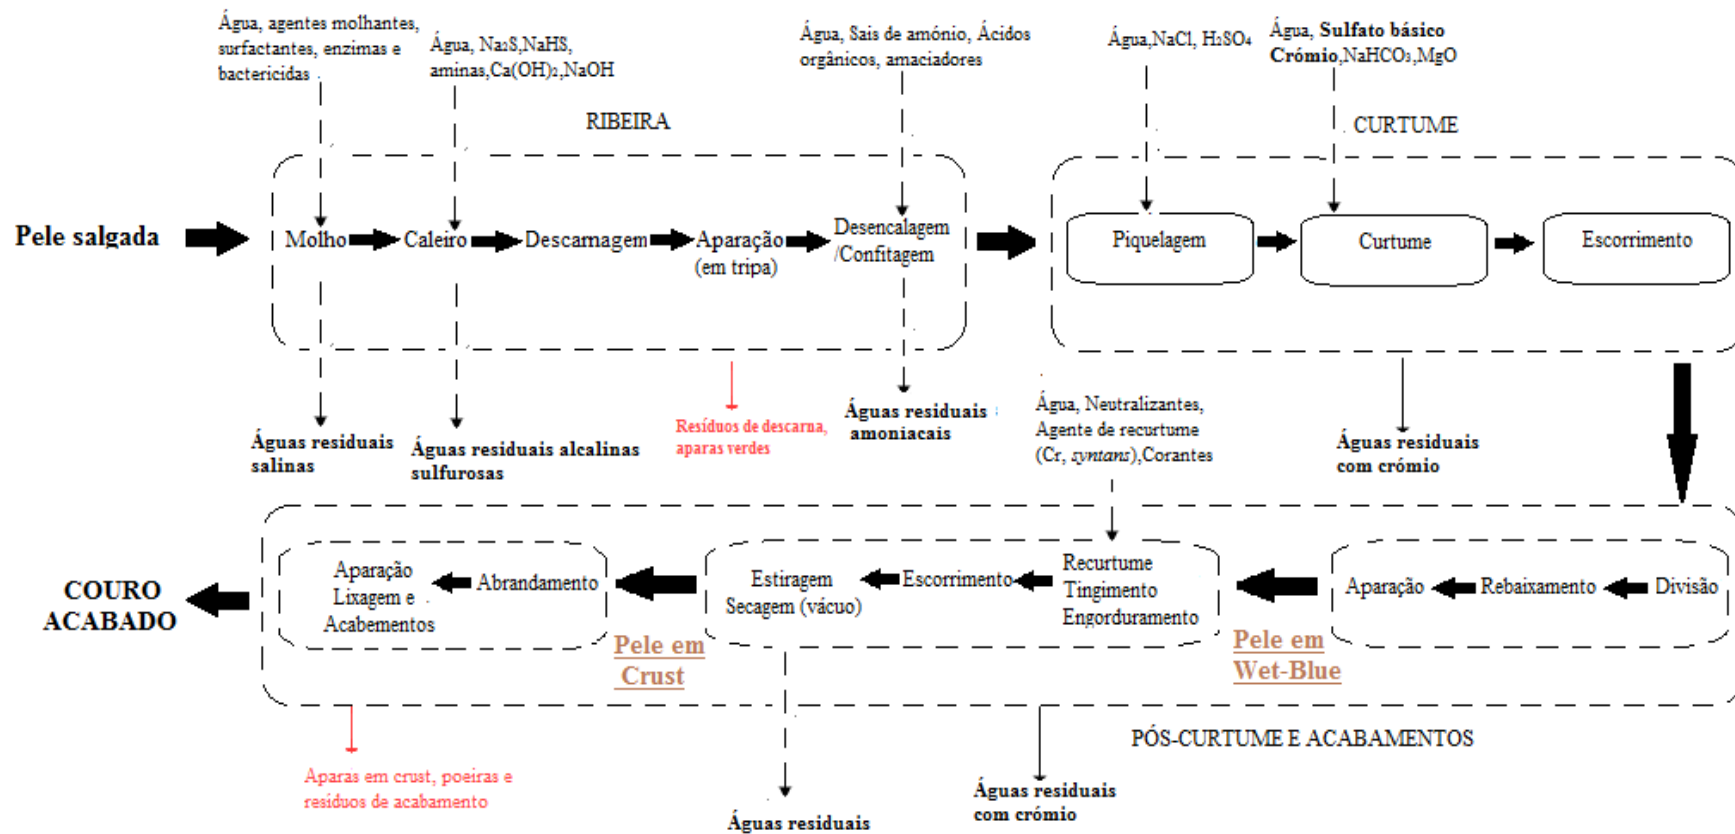 Água, agentes molhantes,
surfactantes, enzimas e
bactericidas
Água, Na₂S,NaHS,
aminas,Ca(OH)₂,NaOH
Água, Sais de amónio, Ácidos
orgânicos, amaciadores
Água,NaCl, H₂SO₄
Água, Sulfato básico
Crómio,NaHCO₃,MgO
RIBEIRA
CURTUME
Pele salgada
Molho
Caleiro
Descarnagem
Aparação
(em tripa)
Desencalagem
/Confitagem
Piquelagem
Curtume
Escorrimento
Águas residuais
salinas
Águas residuais alcalinas
sulfurosas
Resíduos de descarna,
aparas verdes
Águas residuais
amoniacais
Água, Neutralizantes,
Agente de recurtume
(Cr, syntans),Corantes
Águas residuais
com crómio
COURO
ACABADO
Aparação
Lixagem e
Acabementos
Abrandamento
Pele em
Crust
Estiragem
Secagem (vácuo)
Escorrimento
Recurtume
Tingimento
Engorduramento
Pele em
Wet-Blue
Aparação
Rebaixamento
Divisão
PÓS-CURTUME E ACABAMENTOS
Aparas em crust, poeiras e
resíduos de acabamento
Águas residuais
Águas residuais
com crómio